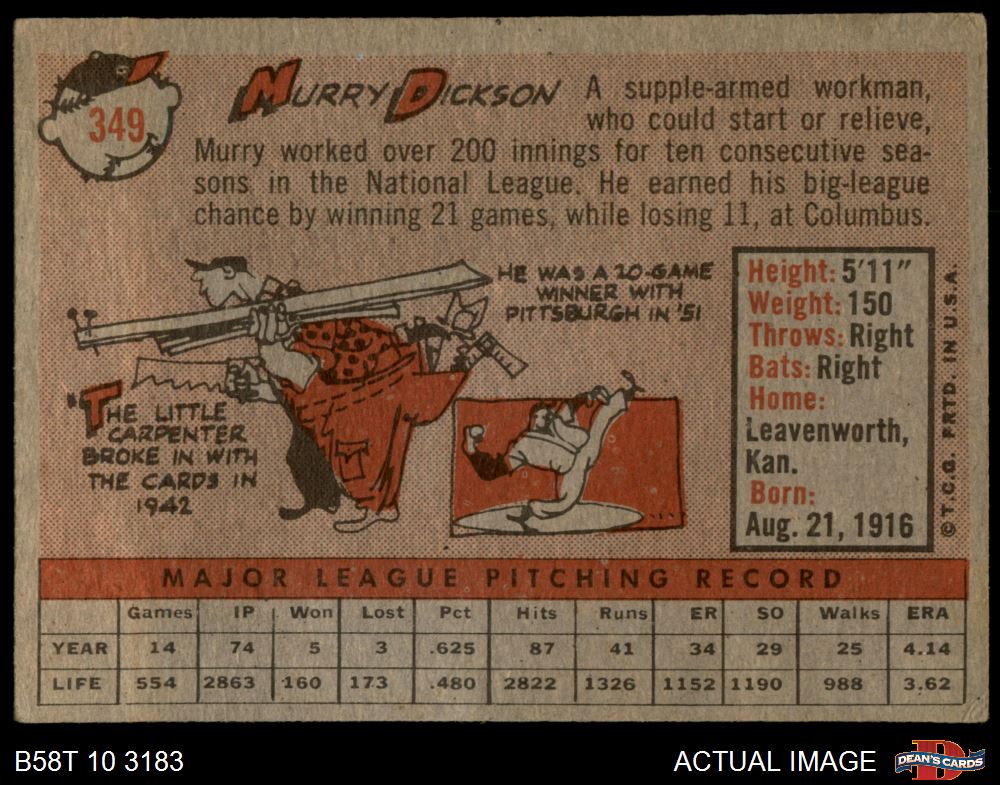 349
MURRY DICKSON A supple-armed workman,
who could start or relieve,
Murry worked over 200 innings for ten consecutive sea-
sons in the National League. He earned his big-league
chance by winning 21 games, while losing 11, at Columbus.
HE WAS A 20-GAME
WINNER WITH
PITTSBURGH IN '51
"THE LITTLE
CARPENTER
BROKE IN WITH
THE CARDS IN
1942
Height: 5'11"
Weight: 150
Throws: Right
Bats: Right
Home:
Leavenworth,
Kan.
Born:
Aug. 21, 1916
© T.C.G. PRTD. IN U.S.A.
MAJOR LEAGUE PITCHING RECORD
Games IP Won Lost Pct Hits Runs ER SO Walks ERA
YEAR 14 74 5 3 .625 87 41 34 29 25 4.14
LIFE 554 2863 160 173 .480 2822 1326 1152 1190 988 3.62
B58T 10 3183
ACTUAL IMAGE
DEAN'S CARDS